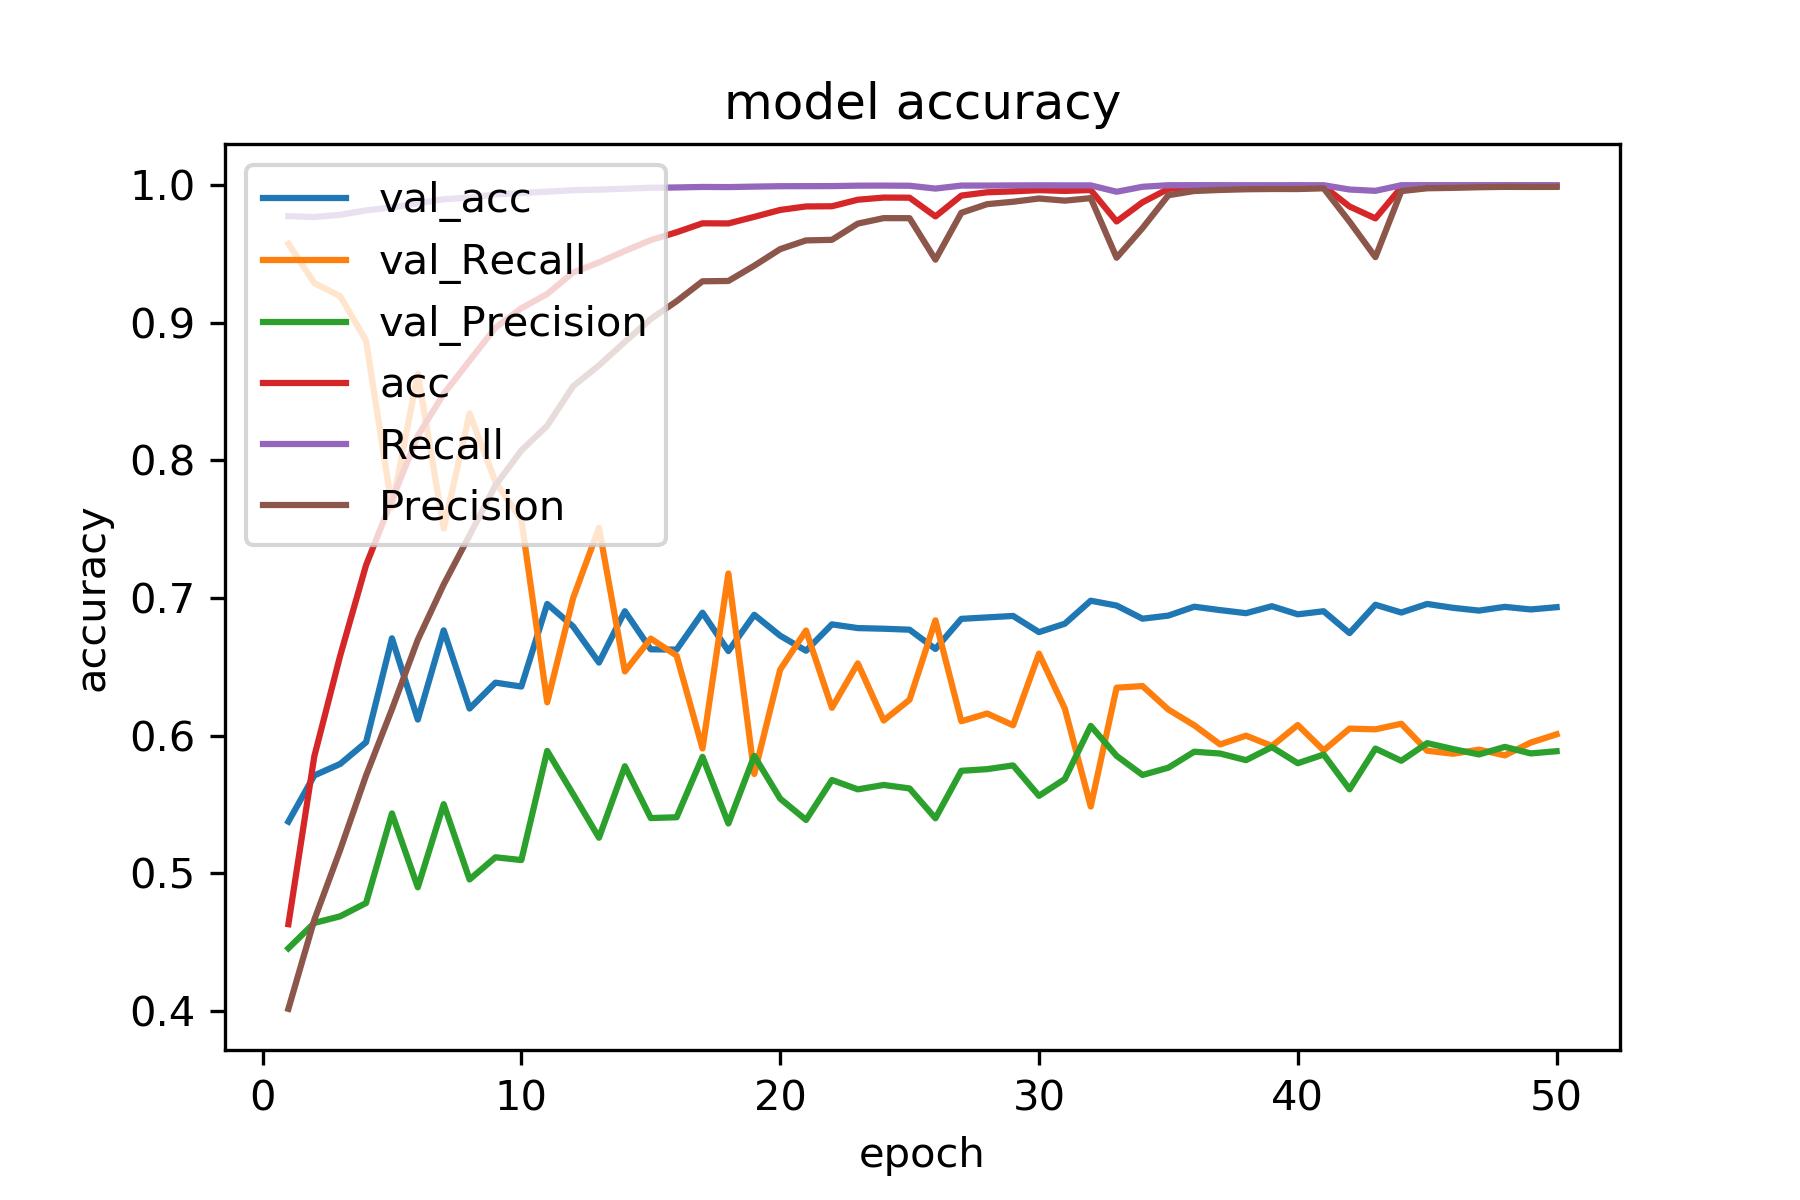 model accuracy
accuracy
1.0
0.9
0.8
0.7
0.6
0.5
0.4
val_acc
val_Recall
val_Precision
acc
Recall
Precision
0 10 20 30 40 50
epoch